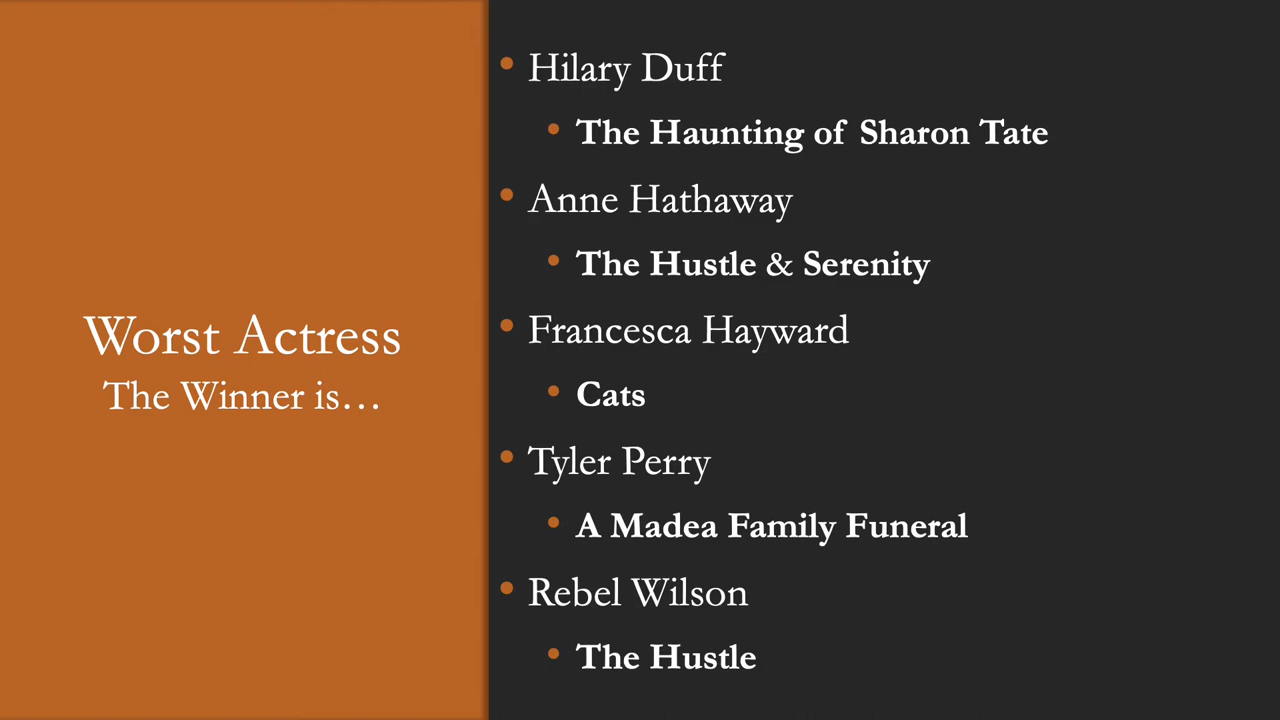 Worst Actress
The Winner is…
Hilary Duff
The Haunting of Sharon Tate
Anne Hathaway
The Hustle & Serenity
Francesca Hayward
Cats
Tyler Perry
A Madea Family Funeral
Rebel Wilson
The Hustle